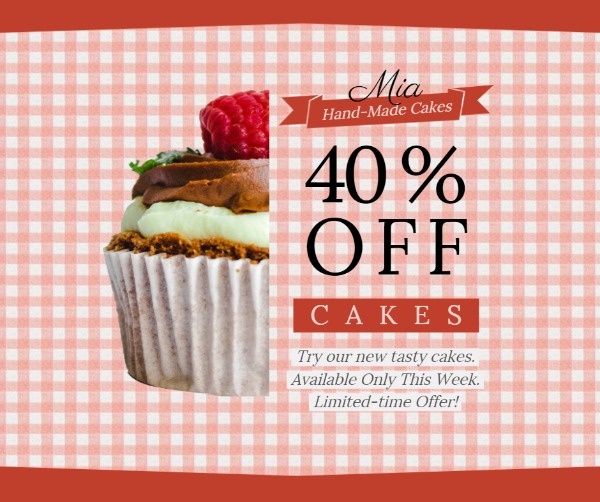 Mia
Hand-Made Cakes
40%
OFF
CAKES
Try our new tasty cakes.
Available Only This Week.
Limited-time Offer!